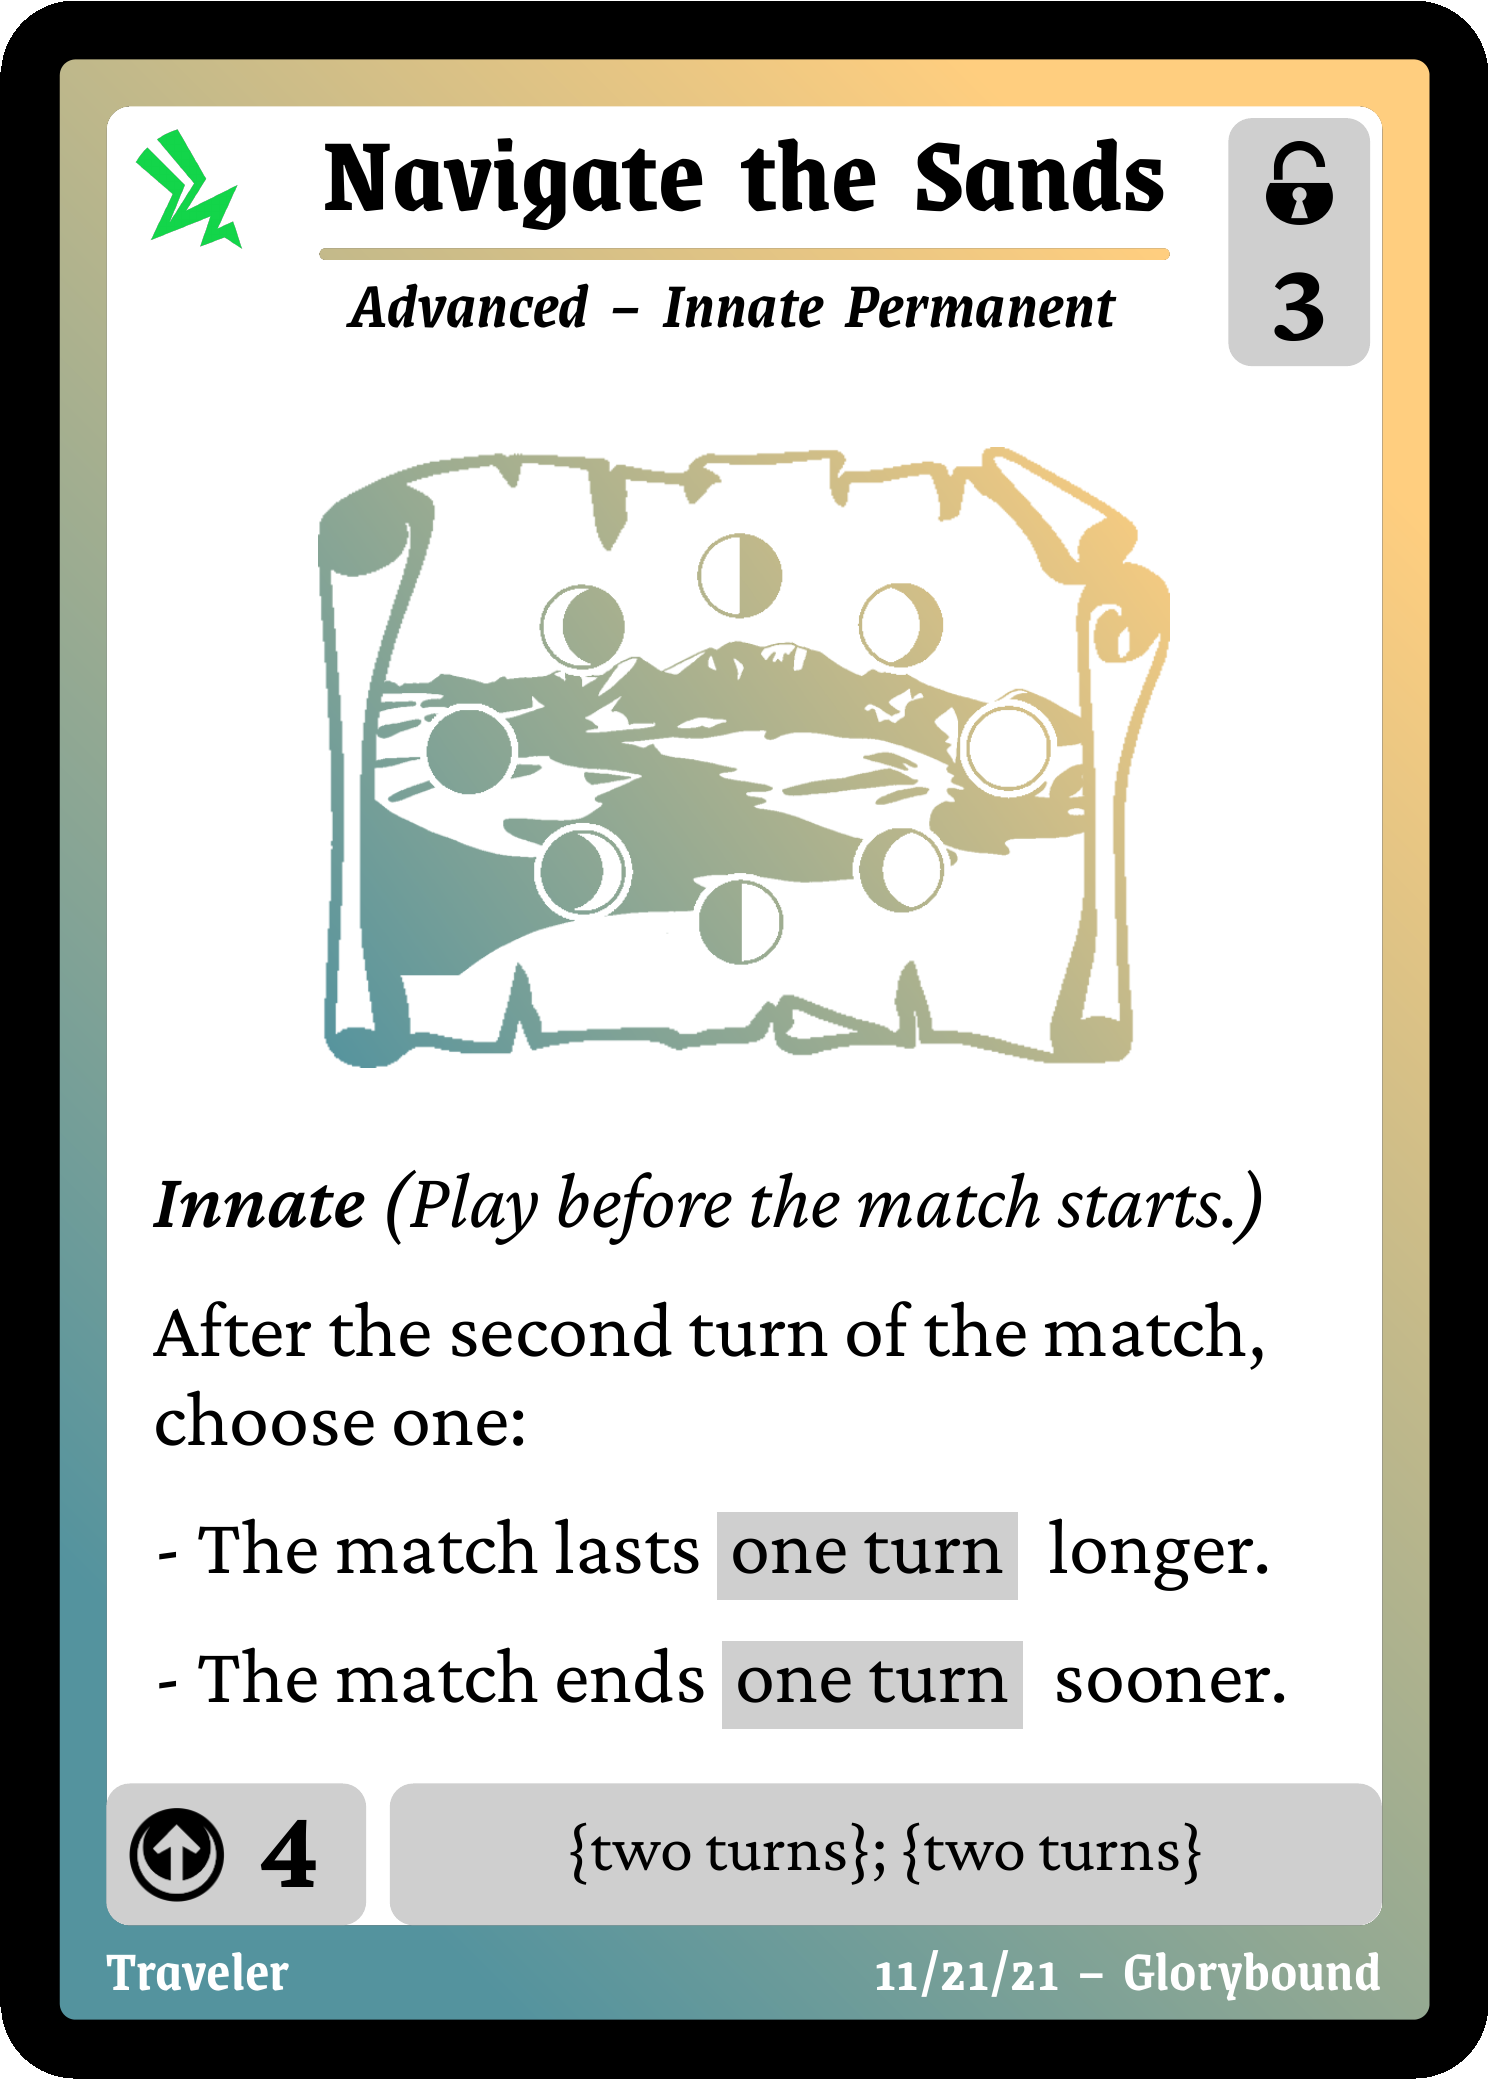 Navigate the Sands
3
Advanced – Innate Permanent
Innate (Play before the match starts.)
After the second turn of the match,
choose one:
- The match lasts one turn longer.
- The match ends one turn sooner.
4
{two turns}; {two turns}
Traveler
11/21/21 – Glorybound